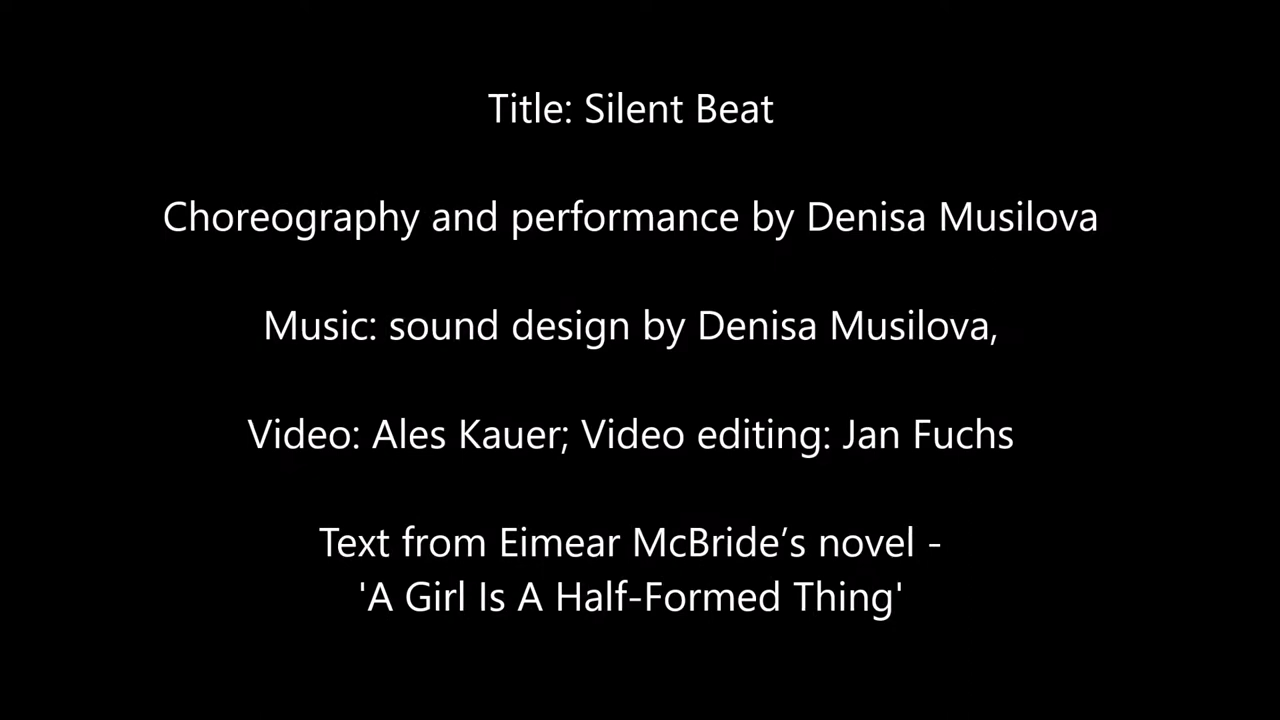 Title: Silent Beat
Choreography and performance by Denisa Musilova
Music: sound design by Denisa Musilova,
Video: Ales Kauer; Video editing: Jan Fuchs
Text from Eimear McBride’s novel -
'A Girl Is A Half-Formed Thing'